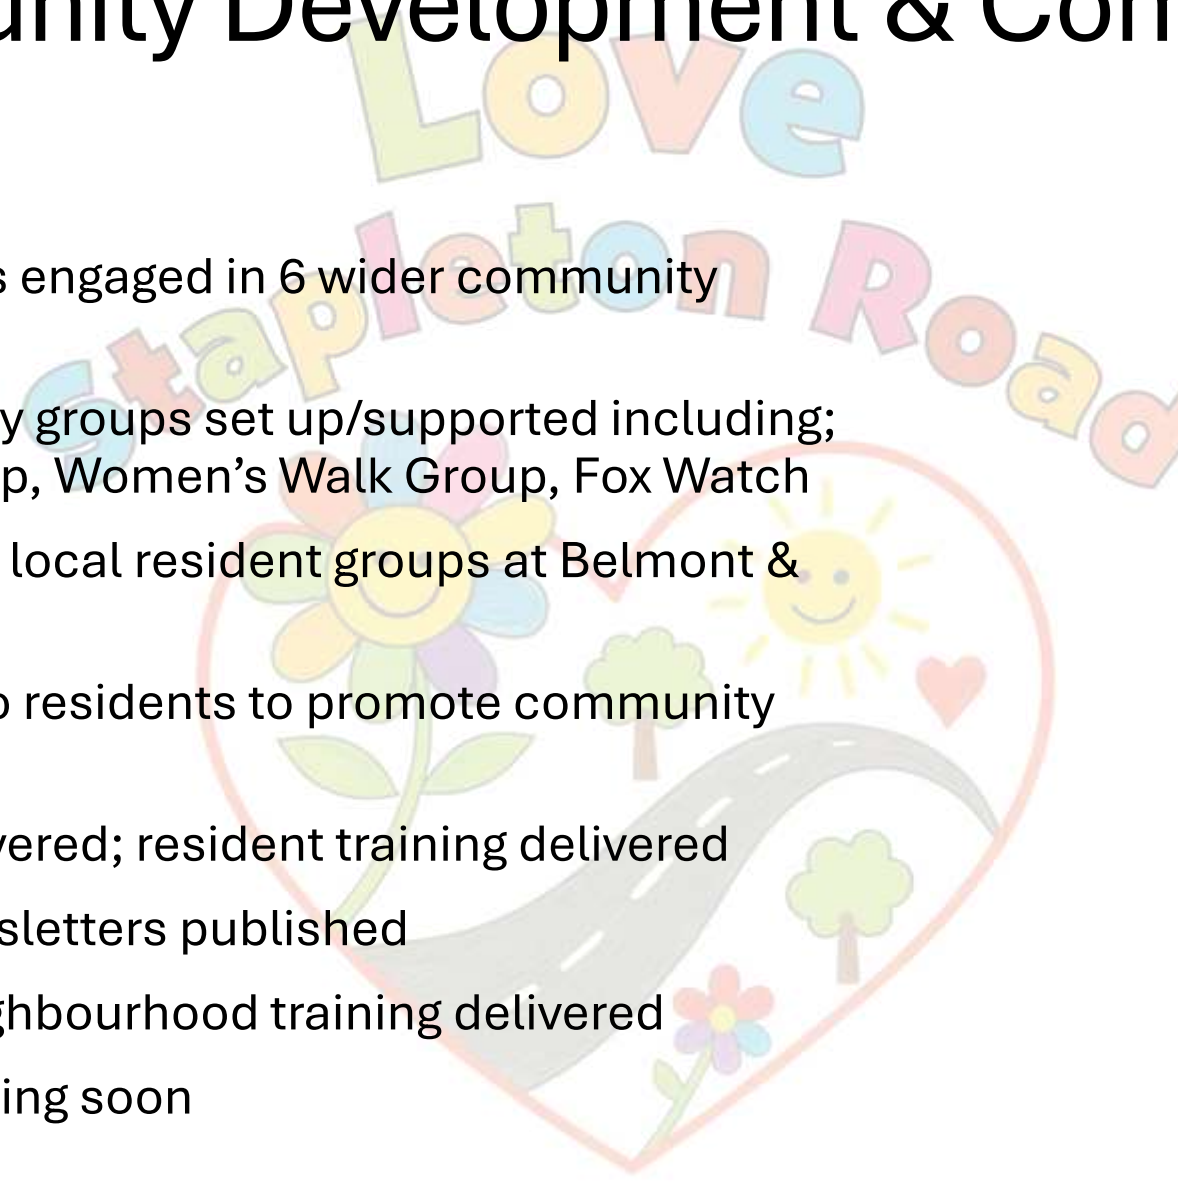 unity Development & Com
Love
Stapleton Road
s engaged in 6 wider community
y groups set up/supported including;
p, Women’s Walk Group, Fox Watch
local resident groups at Belmont &
o residents to promote community
vered; resident training delivered
sletters published
ghbourhood training delivered
ing soon